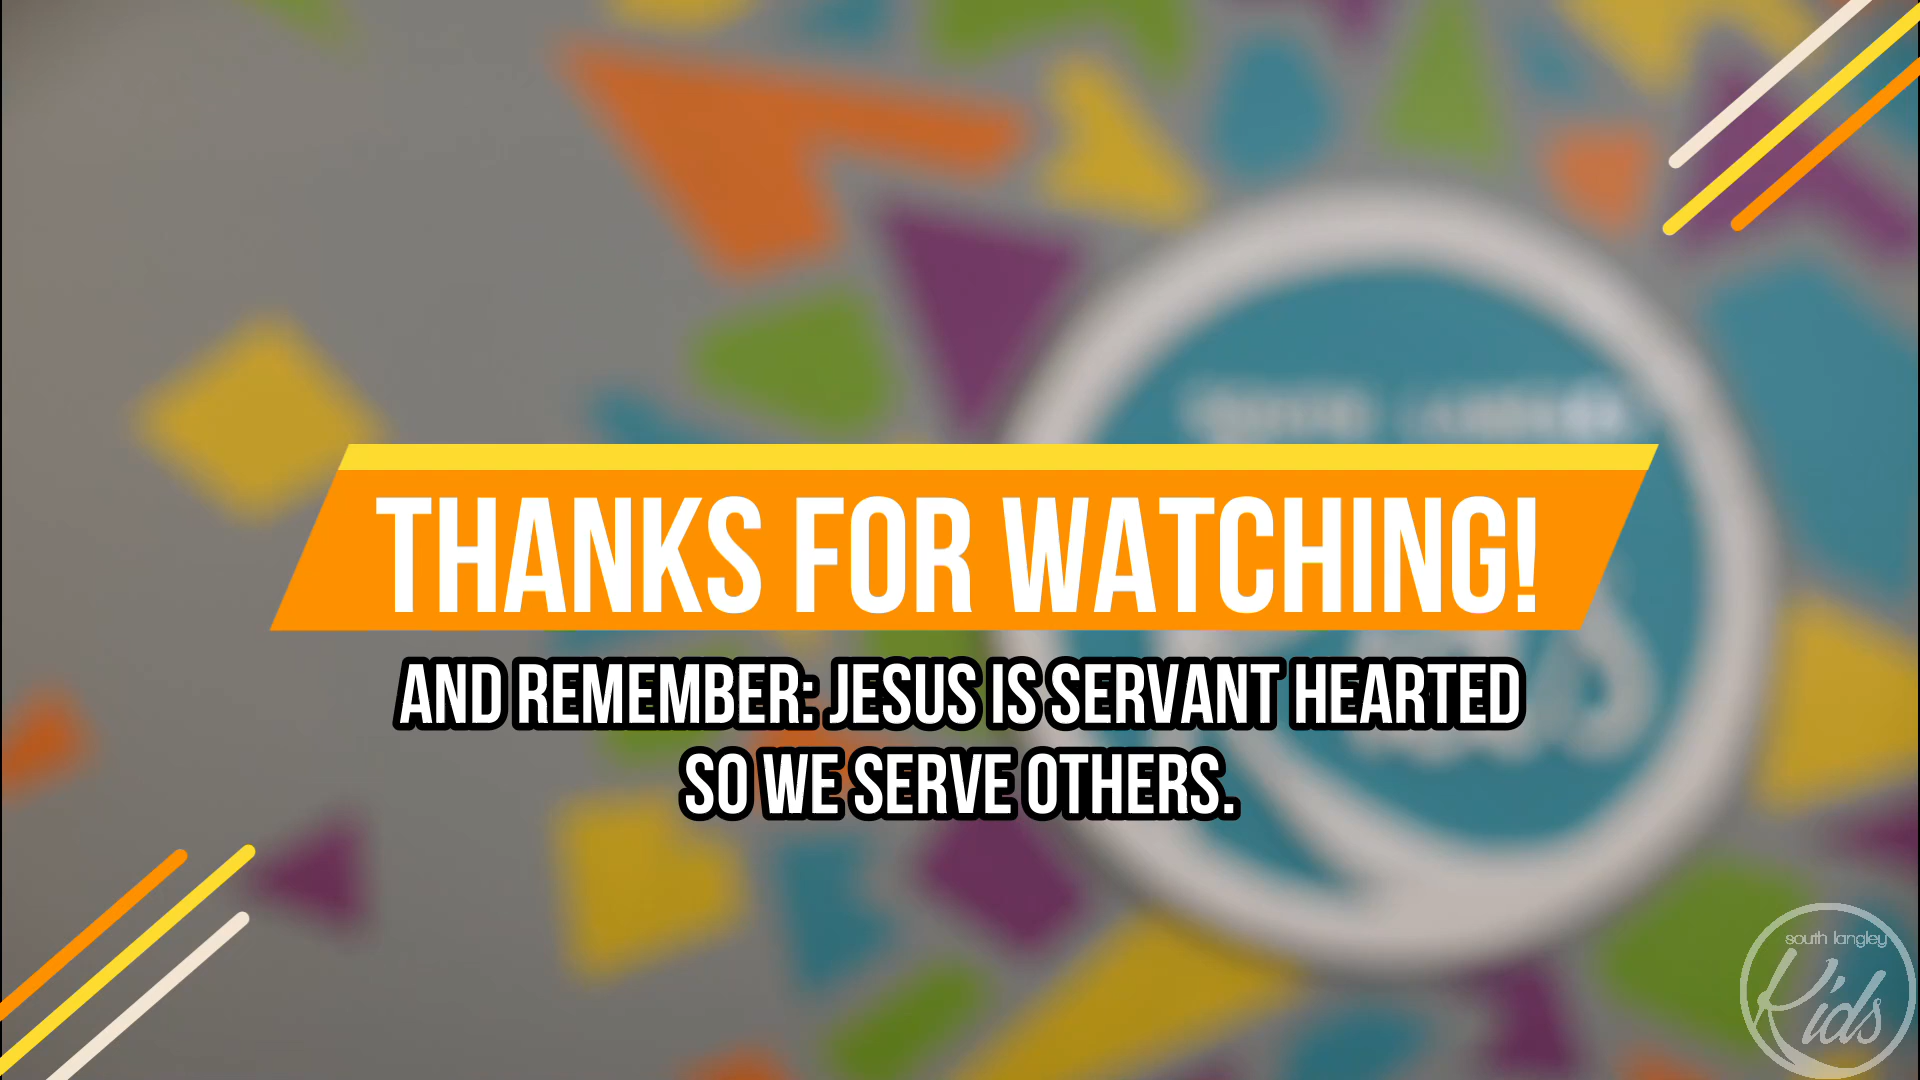 THANKS FOR WATCHING!
AND REMEMBER: JESUS IS SERVANT HEARTED
SO WE SERVE OTHERS.
south langley
Kids